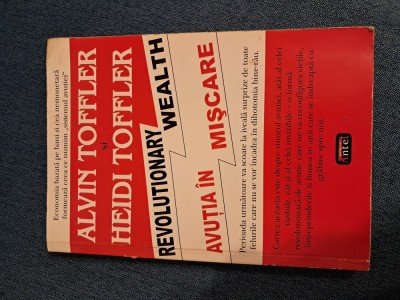 Economia bazată pe bani și cea nemonetară
formează ceea ce numim „sistemul avuției"
ALVIN TOFFLER
și
HEIDI TOFFLER
REVOLUTIONARY
WEALTH
AVUȚIA ÎN
MIȘCARE
Perioada următoare va scoate la iveală surprize de toate
felurile care nu se vor încadra în dihotomia bine-rău.
Cartea aceasta este despre viitorul avuției, atât al celei
vizibile, cât și al celei invizibile – o formă
revoluționară de avuție care ne va reconfigura viețile,
întreprinderile și lumea în anii care se îndreaptă cu
grăbire spre noi.
antet